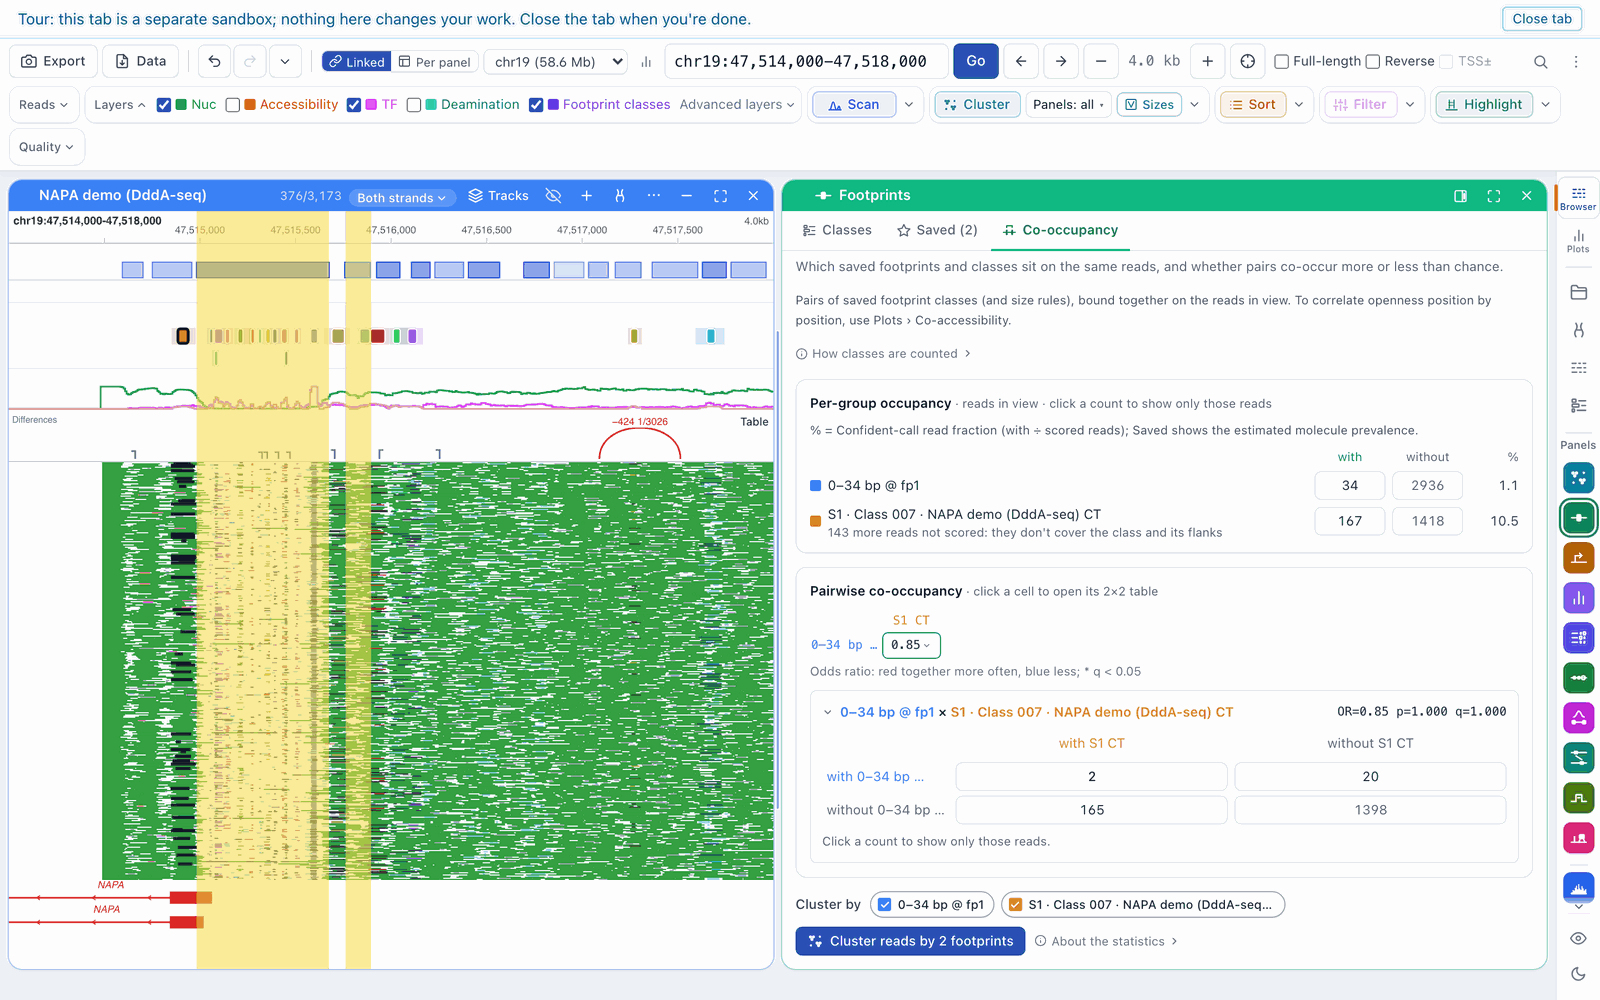 Tour: this tab is a separate sandbox; nothing here changes your work. Close the tab when you're done.
Close tab
Export
Data
Linked
Per panel
chr19 (58.6 Mb)
chr19:47,514,000–47,518,000
Go
4.0 kb
Full-length
Reverse
TSS±
Reads
Layers
Nuc
Accessibility
TF
Deamination
Footprint classes
Advanced layers
Scan
Cluster
Panels: all
Sizes
Sort
Filter
Highlight
Quality
NAPA demo (DddA-seq)
376/3,173
Both strands
Tracks
chr19:47,514,000-47,518,000
4.0kb
47,515,000
47,515,500
47,516,000
47,516,500
47,517,000
47,517,500
Differences
−424 1/3026
Table
NAPA
NAPA
Footprints
Classes
Saved (2)
Co-occupancy
Which saved footprints and classes sit on the same reads, and whether pairs co-occur more or less than chance.
Pairs of saved footprint classes (and size rules), bound together on the reads in view. To correlate openness position by
position, use Plots › Co-accessibility.
How classes are counted
Per-group occupancy · reads in view · click a count to show only those reads
% = Confident-call read fraction (with ÷ scored reads); Saved shows the estimated molecule prevalence.
with without %
0–34 bp @ fp1 34 2936 1.1
S1 · Class 007 · NAPA demo (DddA-seq) CT 167 1418 10.5
143 more reads not scored: they don't cover the class and its flanks
Pairwise co-occupancy · click a cell to open its 2×2 table
S1 CT
0–34 bp … 0.85
Odds ratio: red together more often, blue less; * q < 0.05
0–34 bp @ fp1 × S1 · Class 007 · NAPA demo (DddA-seq) CT OR=0.85 p=1.000 q=1.000
with S1 CT without S1 CT
with 0–34 bp … 2 20
without 0–34 bp … 165 1398
Click a count to show only those reads.
Cluster by
0–34 bp @ fp1
S1 · Class 007 · NAPA demo (DddA-seq…
Cluster reads by 2 footprints
About the statistics
Browser
Plots
Panels